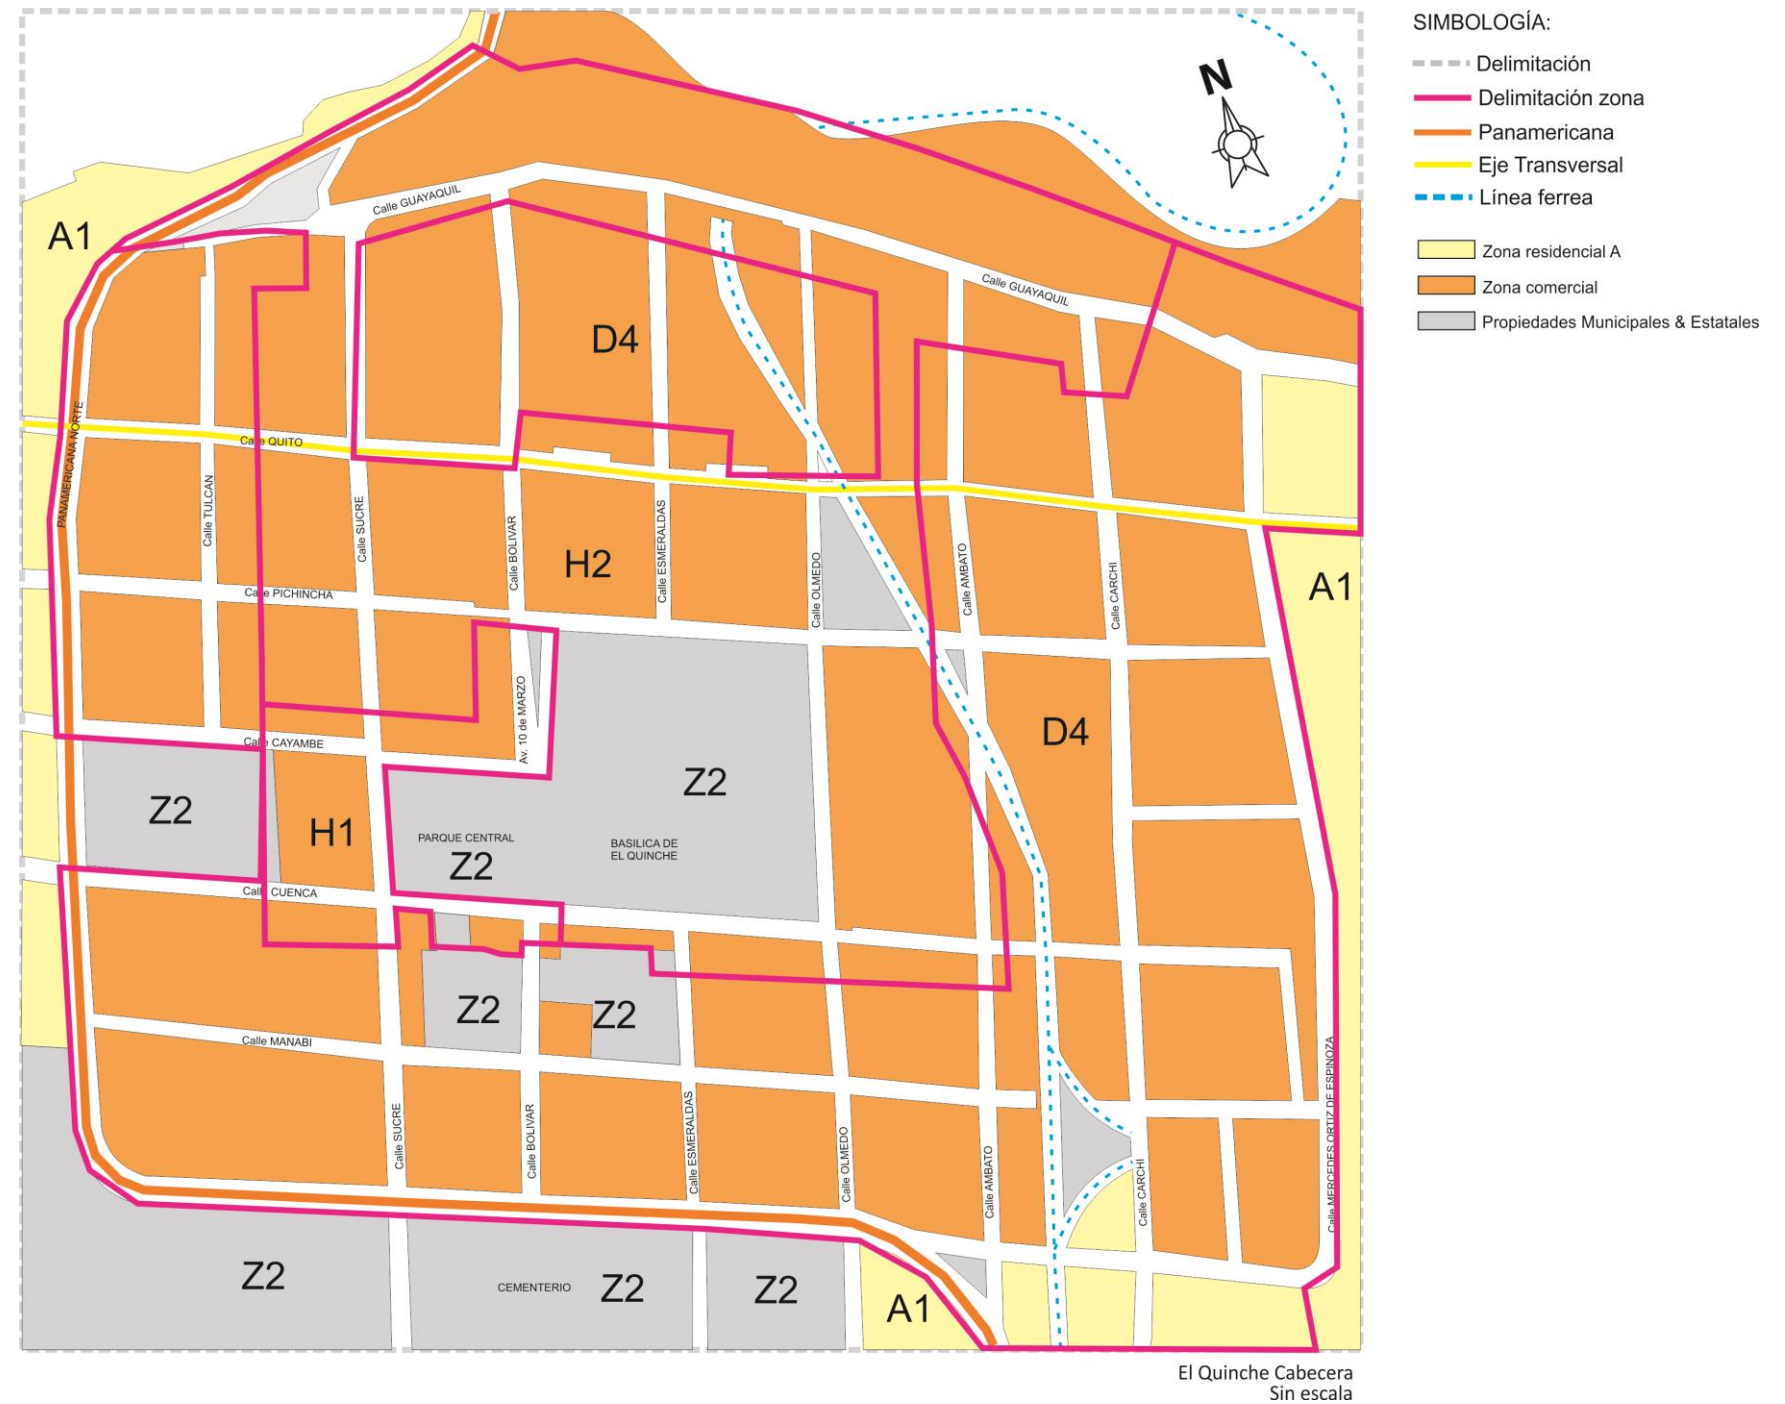 SIMBOLOGÍA:
Delimitación
Delimitación zona
Panamericana
Eje Transversal
Línea ferrea
Zona residencial A
Zona comercial
Propiedades Municipales & Estatales
N
Calle GUAYAQUIL
A1
D4
Calle GUAYAQUIL
PANAMERICANA NORTE
Calle QUITO
Calle TULCAN
Calle SUCRE
Calle BOLIVAR
H2
Calle ESMERALDAS
Calle OLMEDO
Calle AMBATO
Calle CARCHI
A1
Calle PICHINCHA
Av. 10 de MARZO
D4
Calle CAYAMBE
Z2
Z2
H1
PARQUE CENTRAL
Z2
BASILICA DE
EL QUINCHE
Calle CUENCA
Z2
Z2
Calle MANABI
Calle SUCRE
Calle BOLIVAR
Calle ESMERALDAS
Calle OLMEDO
Calle AMBATO
Calle CARCHI
Calle MERCEDES ORTIZ DE ESPINOZA
Z2
CEMENTERIO
Z2
Z2
A1
El Quinche Cabecera
Sin escala